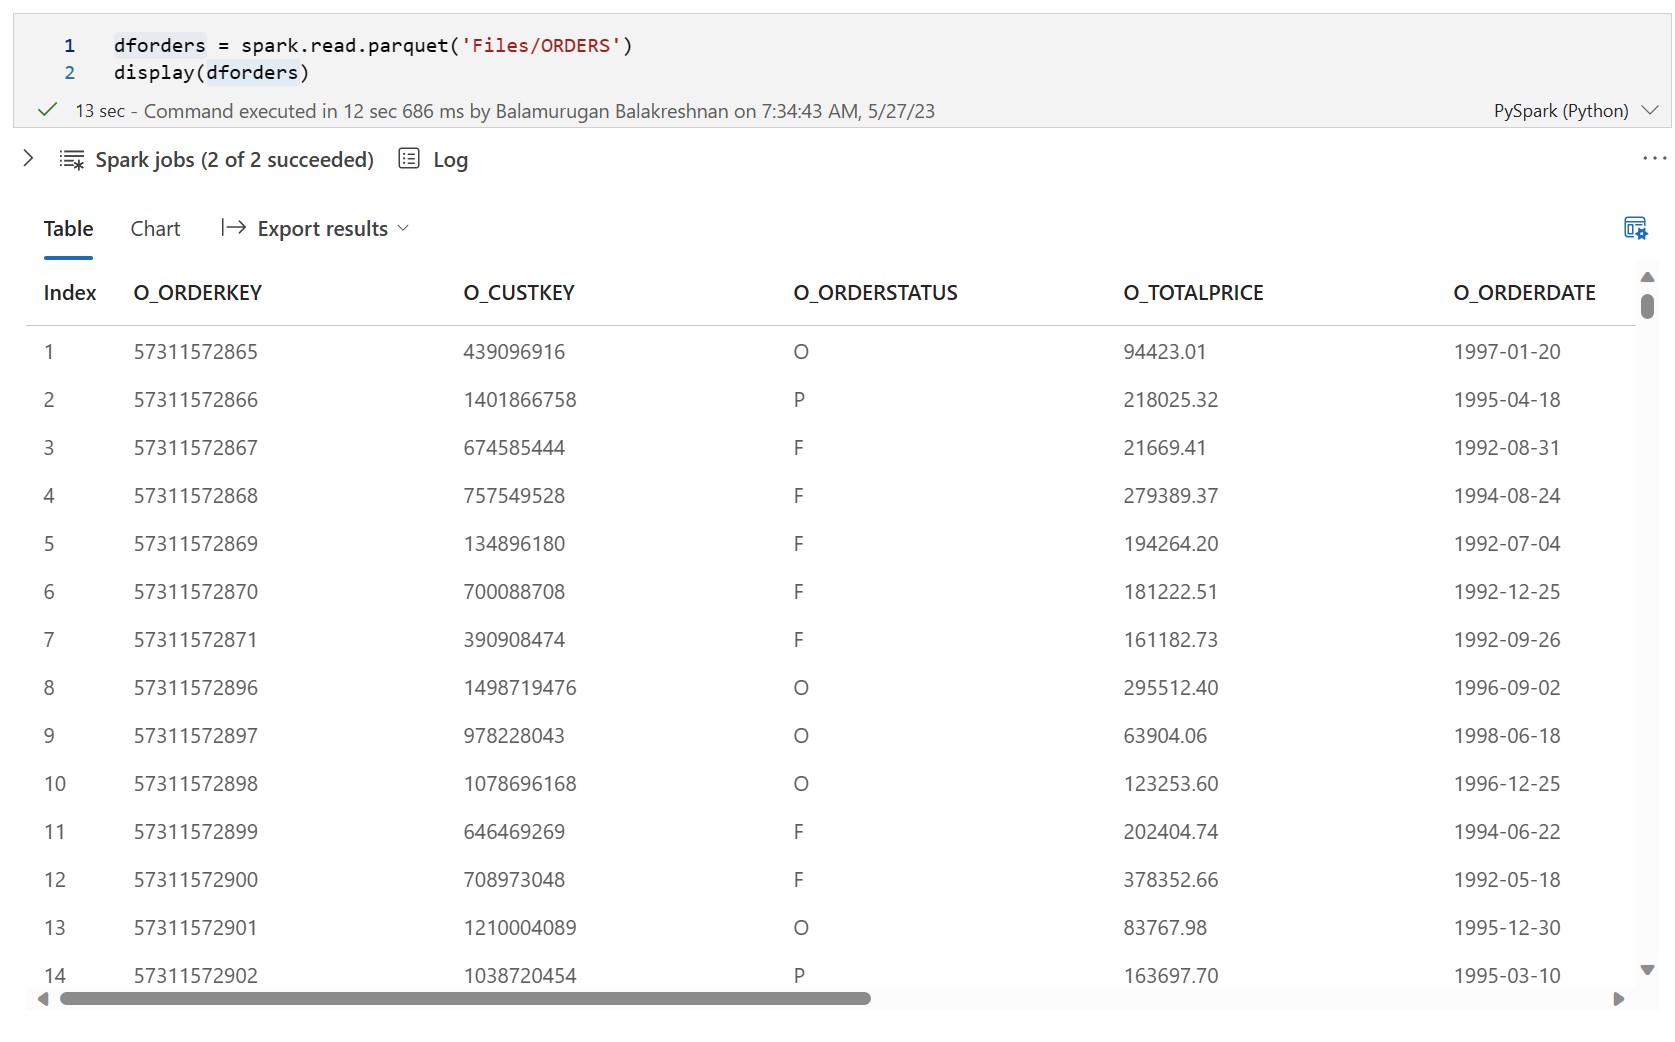 1 dforders = spark.read.parquet('Files/ORDERS')
2 display(dforders)
13 sec - Command executed in 12 sec 686 ms by Balamurugan Balakreshnan on 7:34:43 AM, 5/27/23 PySpark (Python)
Spark jobs (2 of 2 succeeded) Log ...
Table Chart Export results
Index O_ORDERKEY O_CUSTKEY O_ORDERSTATUS O_TOTALPRICE O_ORDERDATE
1 57311572865 439096916 O 94423.01 1997-01-20
2 57311572866 1401866758 P 218025.32 1995-04-18
3 57311572867 674585444 F 21669.41 1992-08-31
4 57311572868 757549528 F 279389.37 1994-08-24
5 57311572869 134896180 F 194264.20 1992-07-04
6 57311572870 700088708 F 181222.51 1992-12-25
7 57311572871 390908474 F 161182.73 1992-09-26
8 57311572896 1498719476 O 295512.40 1996-09-02
9 57311572897 978228043 O 63904.06 1998-06-18
10 57311572898 1078696168 O 123253.60 1996-12-25
11 57311572899 646469269 F 202404.74 1994-06-22
12 57311572900 708973048 F 378352.66 1992-05-18
13 57311572901 1210004089 O 83767.98 1995-12-30
14 57311572902 1038720454 P 163697.70 1995-03-10